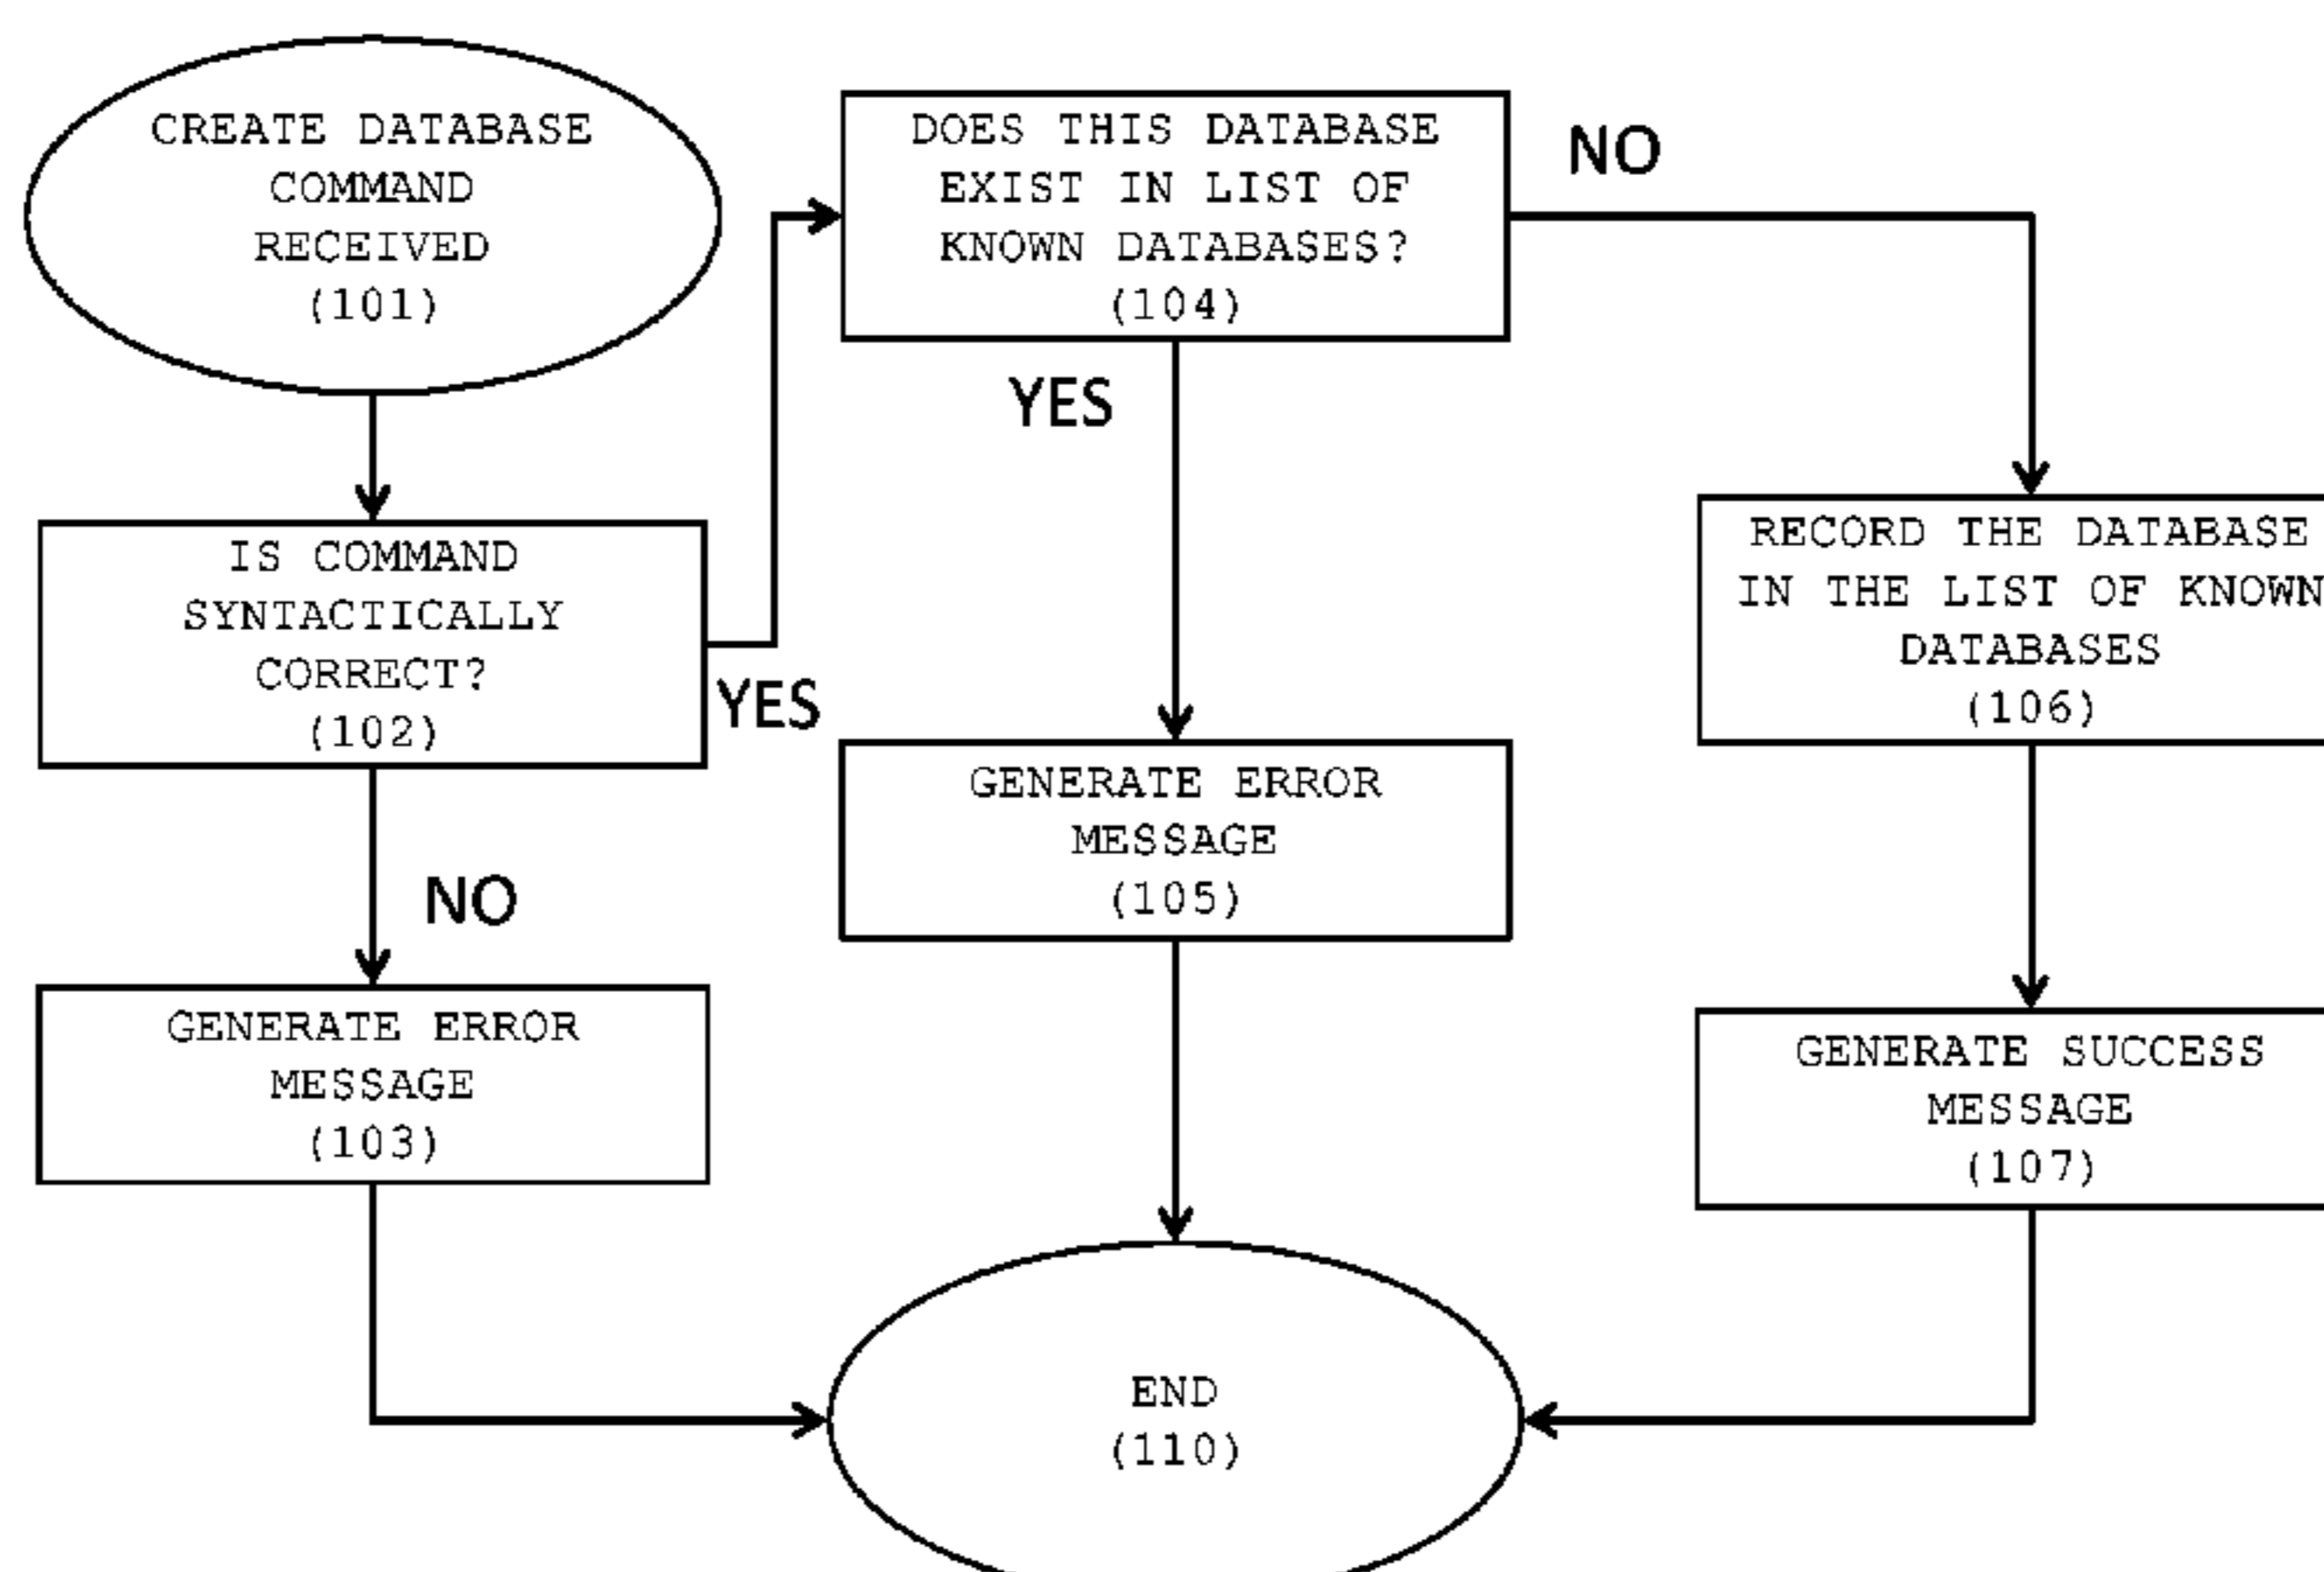 CREATE DATABASE
COMMAND
RECEIVED
(101)
IS COMMAND
SYNTACTICALLY
CORRECT?
(102)
YES
NO
GENERATE ERROR
MESSAGE
(103)
DOES THIS DATABASE
EXIST IN LIST OF
KNOWN DATABASES?
(104)
NO
YES
GENERATE ERROR
MESSAGE
(105)
RECORD THE DATABASE
IN THE LIST OF KNOWN
DATABASES
(106)
GENERATE SUCCESS
MESSAGE
(107)
END
(110)